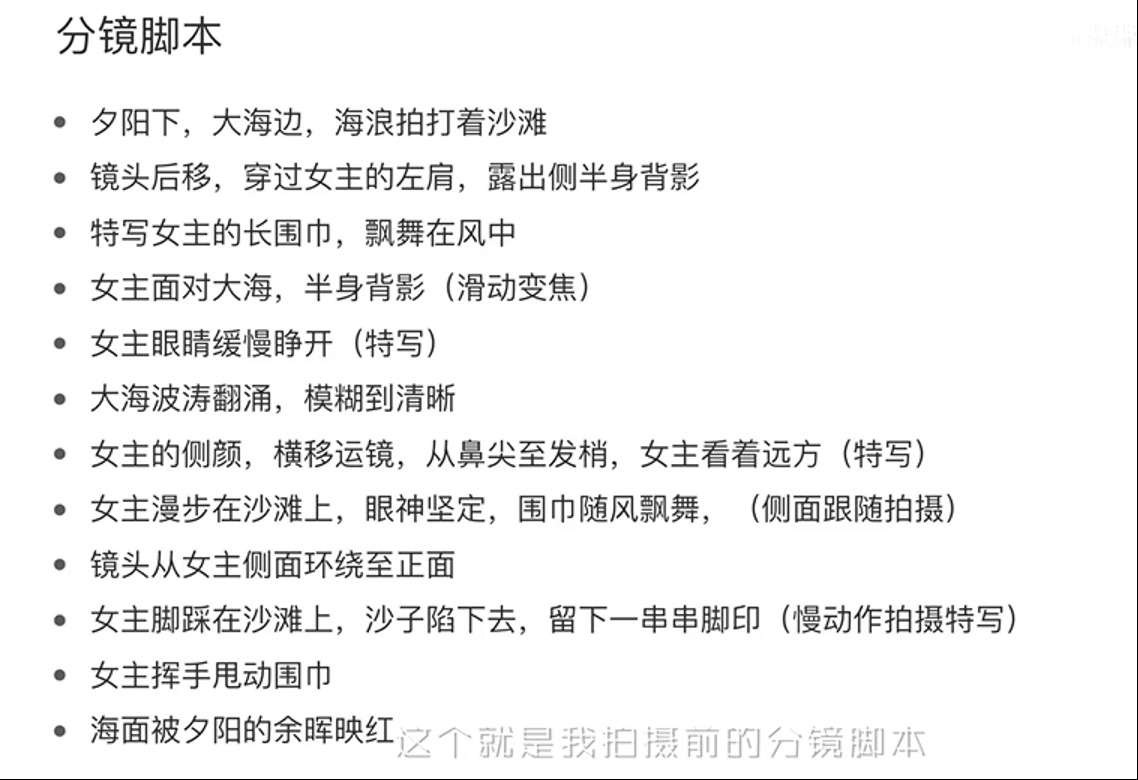 分镜脚本
• 夕阳下，大海边，海浪拍打着沙滩
• 镜头后移，穿过女主的左肩，露出侧半身背影
• 特写女主的长围巾，飘舞在风中
• 女主面对大海，半身背影（滑动变焦）
• 女主眼睛缓慢睁开（特写）
• 大海波涛翻涌，模糊到清晰
• 女主的侧颜，横移运镜，从鼻尖至发梢，女主看着远方（特写）
• 女主漫步在沙滩上，眼神坚定，围巾随风飘舞，（侧面跟随拍摄）
• 镜头从女主侧面环绕至正面
• 女主脚踩在沙滩上，沙子陷下去，留下一串串脚印（慢动作拍摄特写）
• 女主挥手甩动围巾
• 海面被夕阳的余晖映红
这个就是我拍摄前的分镜脚本